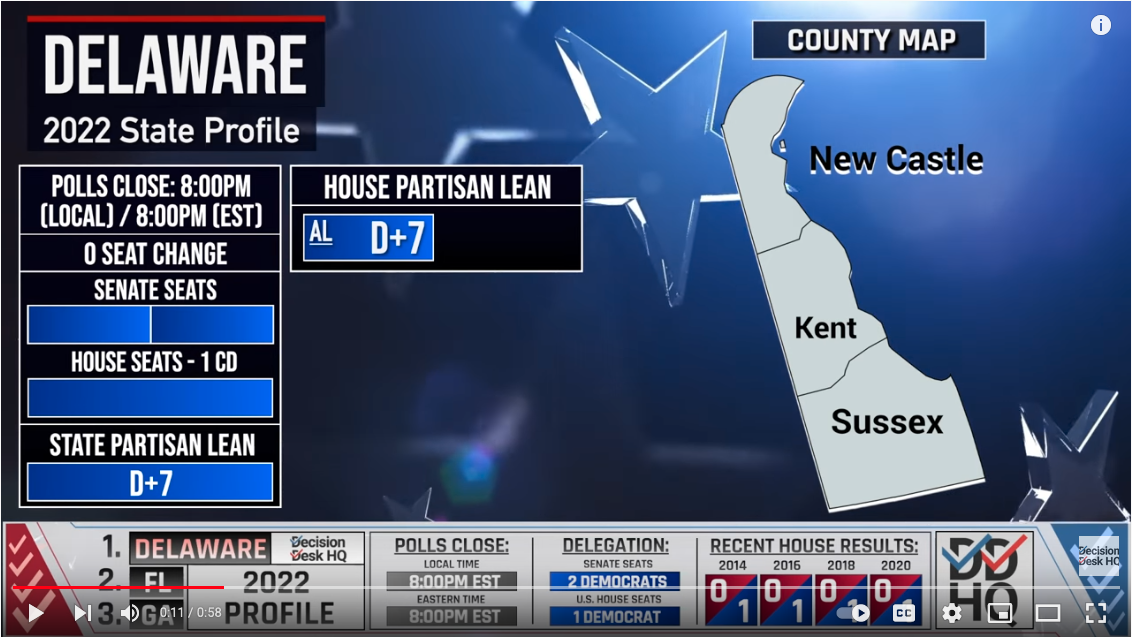 DELAWARE
2022 State Profile
POLLS CLOSE: 8:00PM
(LOCAL) / 8:00PM (EST)
0 SEAT CHANGE
SENATE SEATS
HOUSE SEATS - 1 CD
STATE PARTISAN LEAN
D+7
HOUSE PARTISAN LEAN
AL D+7
COUNTY MAP
New Castle
Kent
Sussex
1. DELAWARE
Decision
Desk HQ
2. FL
3. GA
2022
PROFILE
POLLS CLOSE:
LOCAL TIME
8:00PM EST
EASTERN TIME
8:00PM EST
DELEGATION:
SENATE SEATS
2 DEMOCRATS
U.S. HOUSE SEATS
1 DEMOCRAT
RECENT HOUSE RESULTS:
2014 2016 2018 2020
0 0 0 0
1 1 1 1
DD
HQ
Decision
Desk HQ
0:11 / 0:58
CC